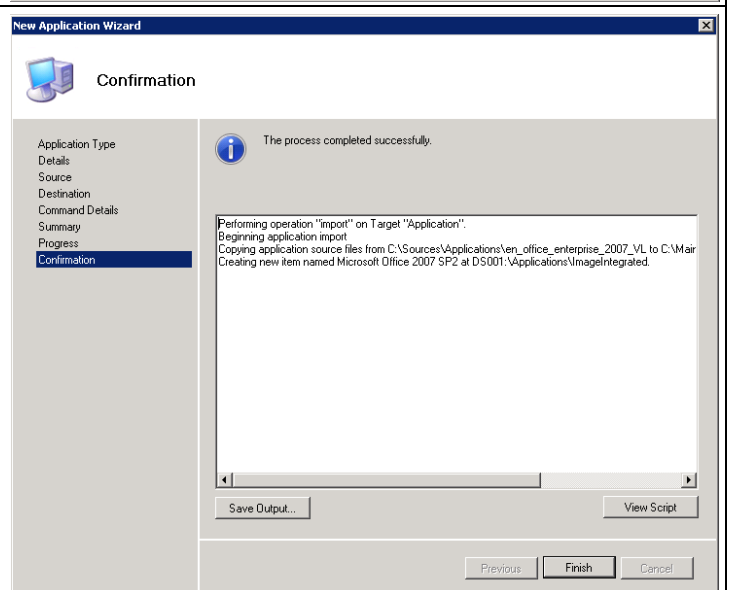 New Application Wizard
Confirmation
Application Type
Details
Source
Destination
Command Details
Summary
Progress
Confirmation
The process completed successfully.
Performing operation "import" on Target "Application".
Beginning application import
Copying application source files from C:\Sources\Applications\en_office_enterprise_2007_VL to C:\Mair
Creating new item named Microsoft Office 2007 SP2 at DS001:\Applications\ImageIntegrated.
Save Output...
View Script
Previous
Finish
Cancel